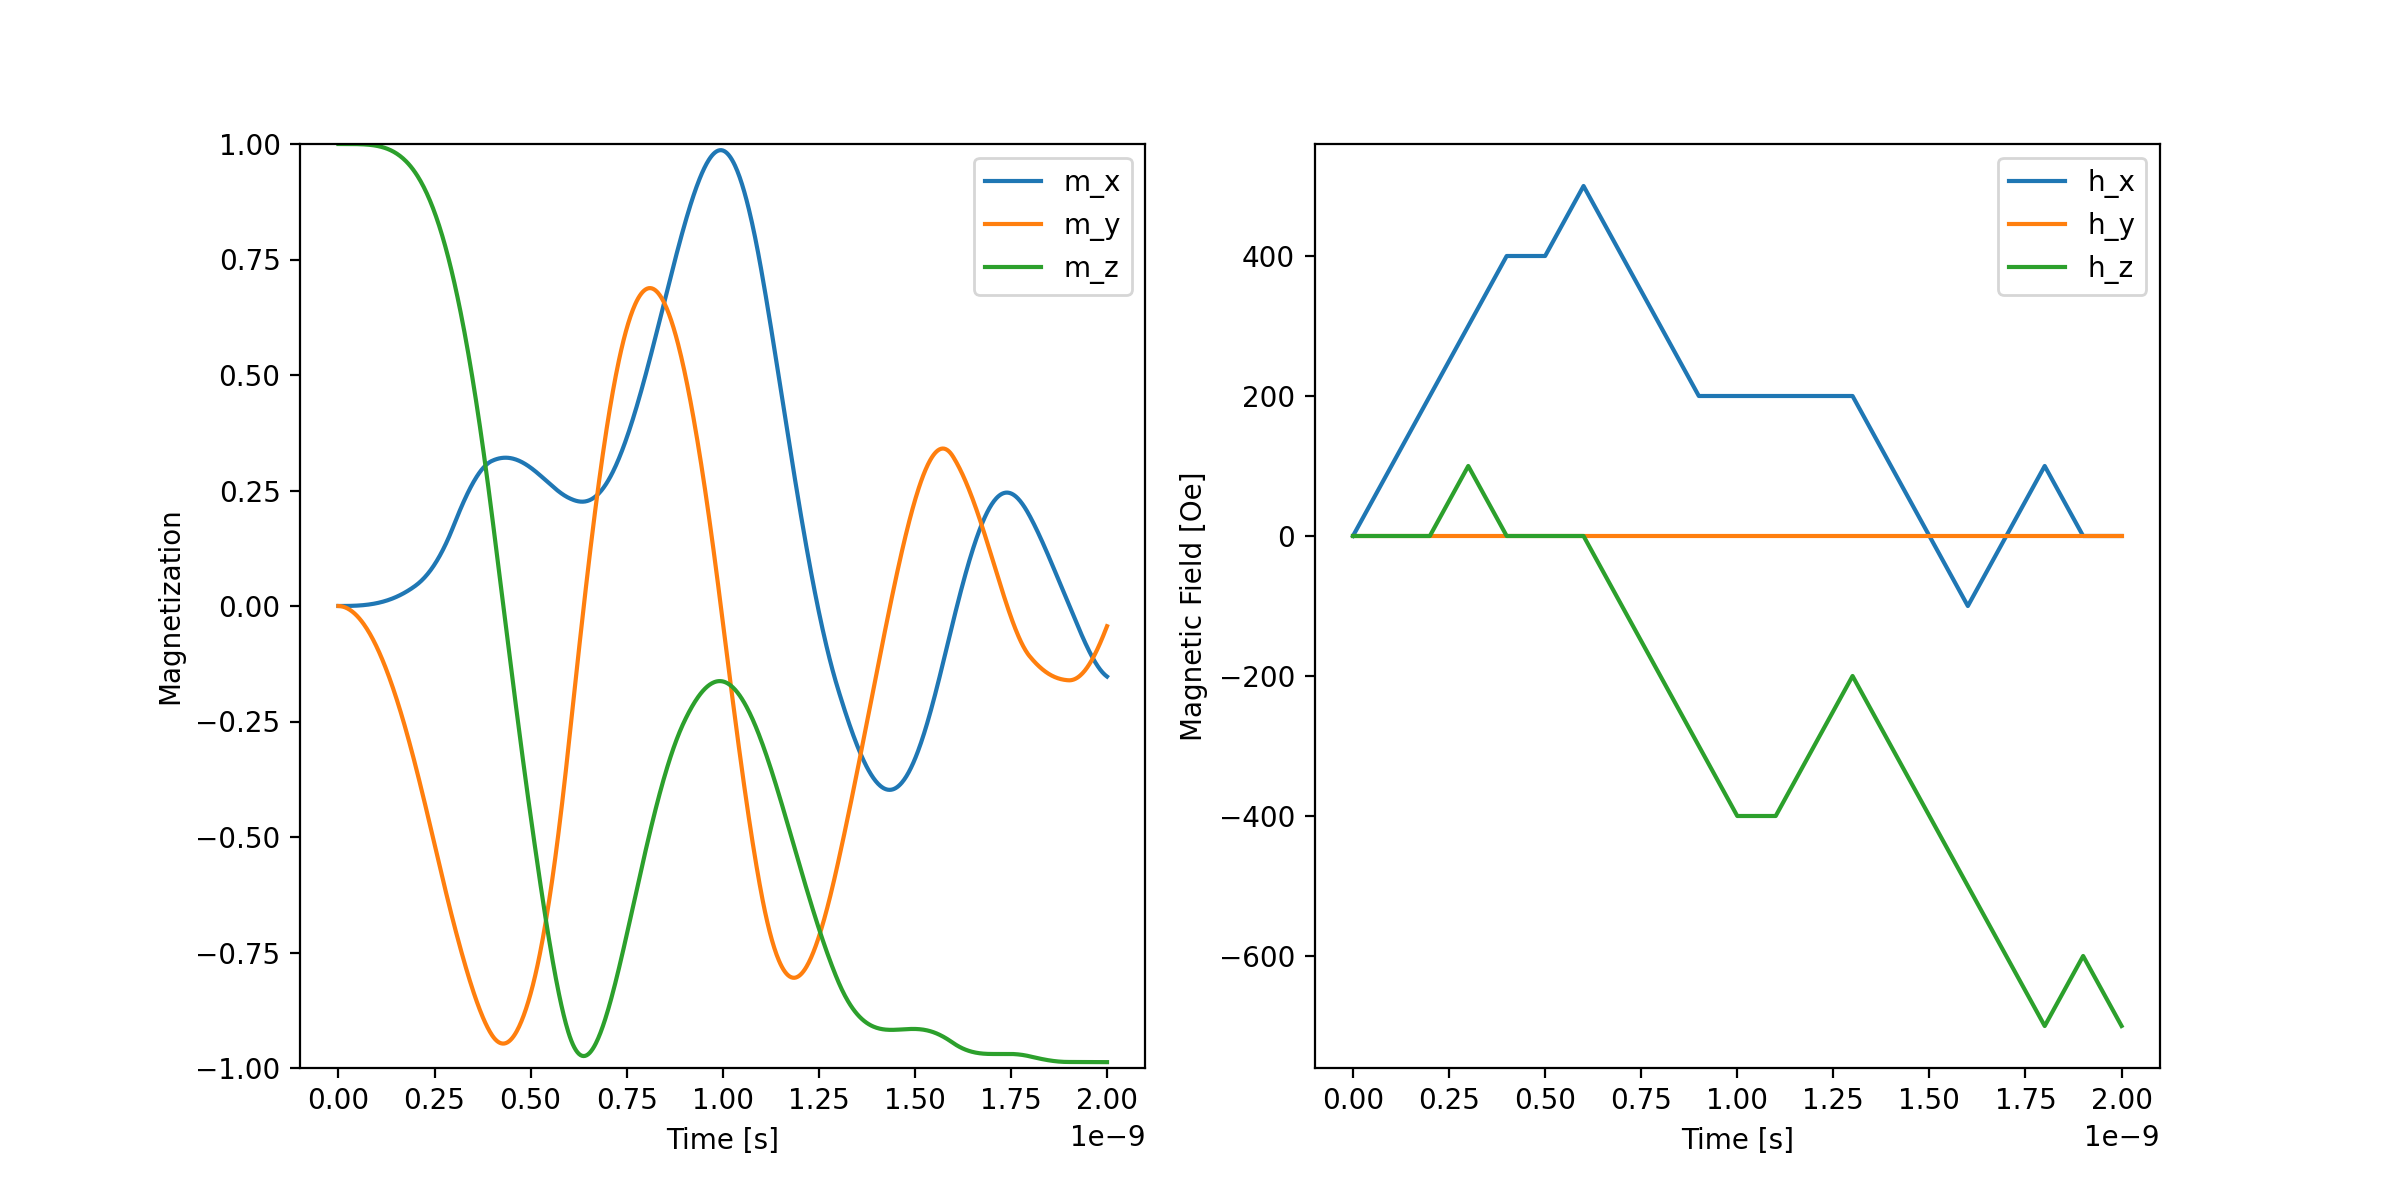 1.00
0.75
0.50
0.25
0.00
−0.25
−0.50
−0.75
−1.00
Magnetization
m_x
m_y
m_z
0.00 0.25 0.50 0.75 1.00 1.25 1.50 1.75 2.00
1e−9
Time [s]
400
200
0
−200
−400
−600
Magnetic Field [Oe]
h_x
h_y
h_z
0.00 0.25 0.50 0.75 1.00 1.25 1.50 1.75 2.00
1e−9
Time [s]